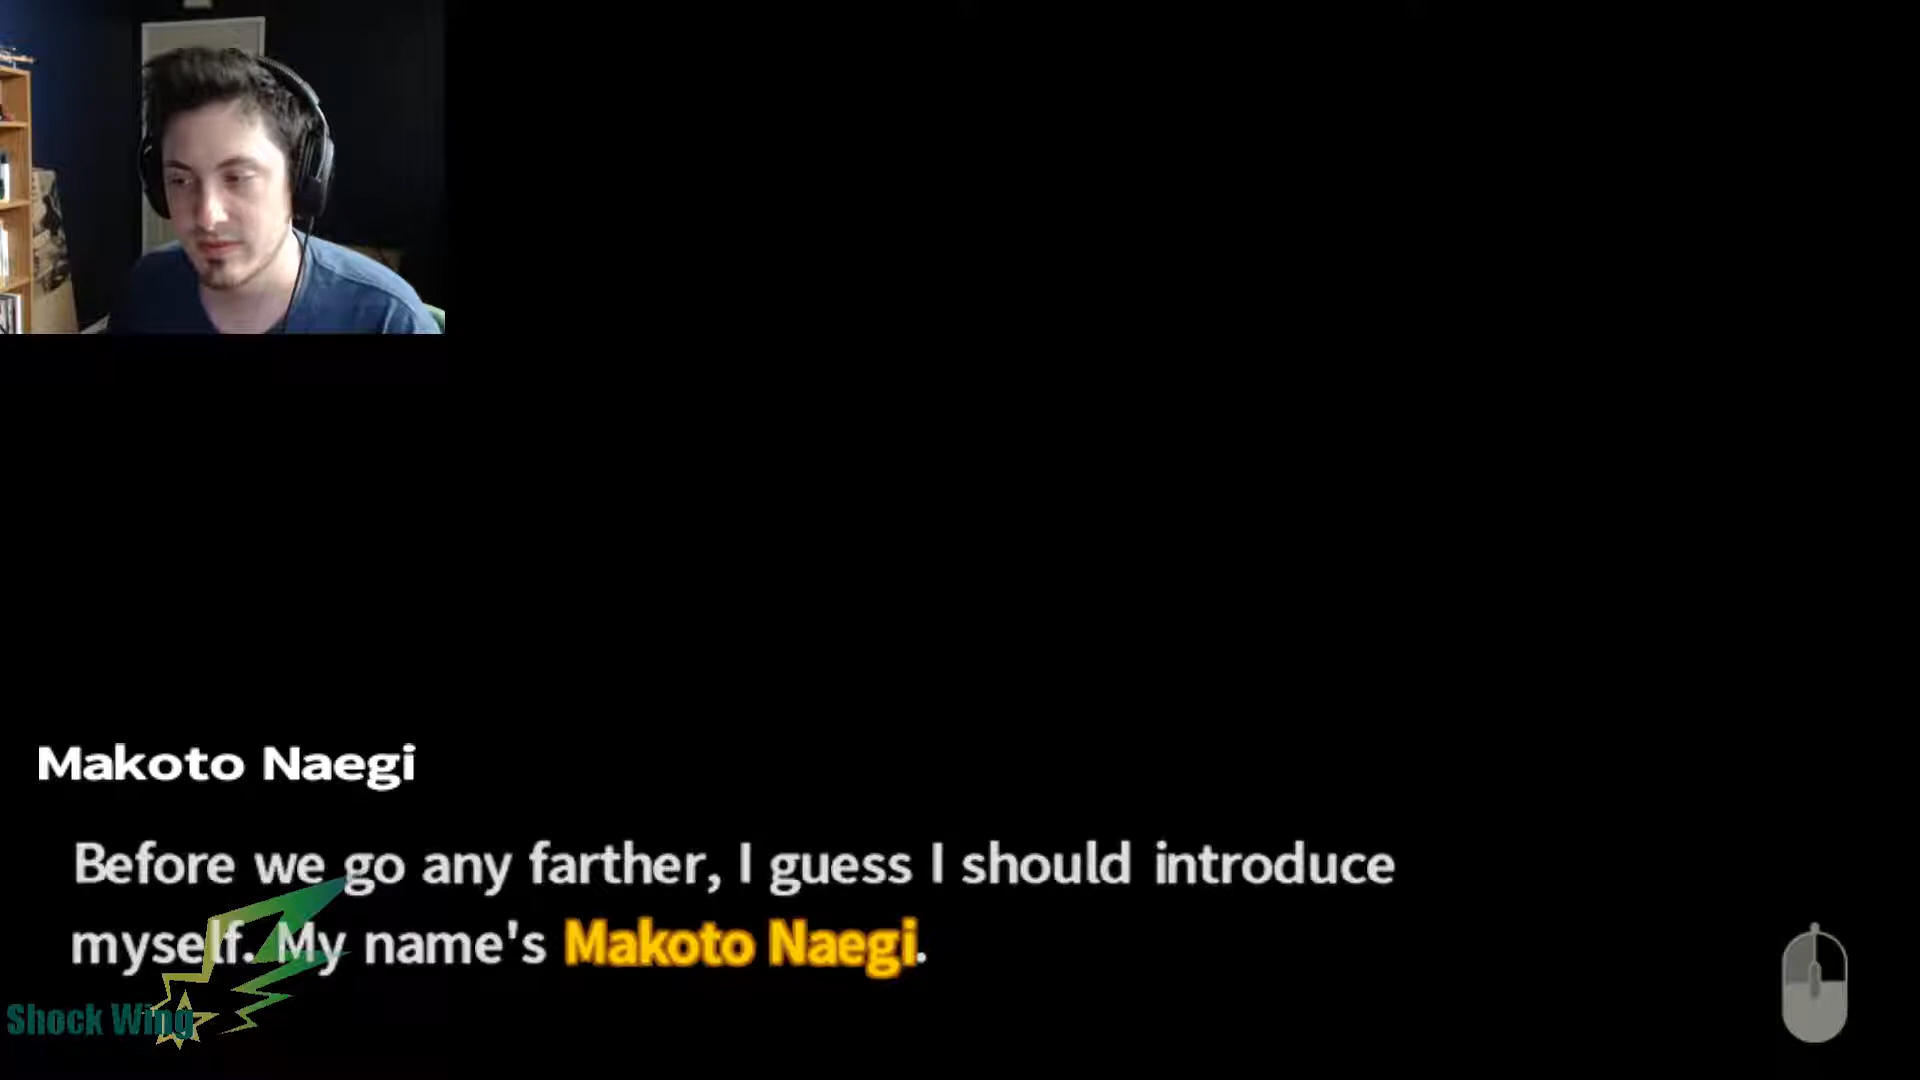 Makoto Naegi
Before we go any farther, I guess I should introduce
myself. My name's Makoto Naegi.
Shock Wing